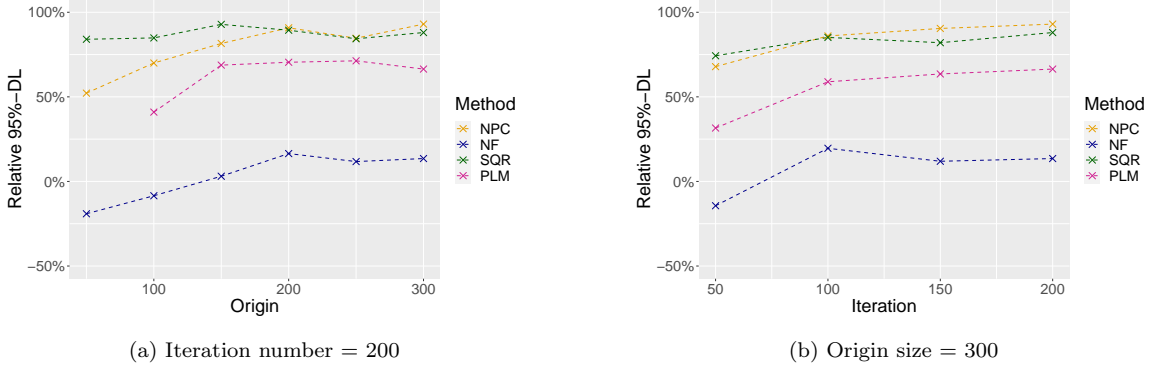 Relative 95%−DL
100%
50%
0%
−50%
100
200
300
Origin
Method
NPC
NF
SQR
PLM
(a) Iteration number = 200
Relative 95%−DL
100%
50%
0%
−50%
50
100
150
200
Iteration
Method
NPC
NF
SQR
PLM
(b) Origin size = 300